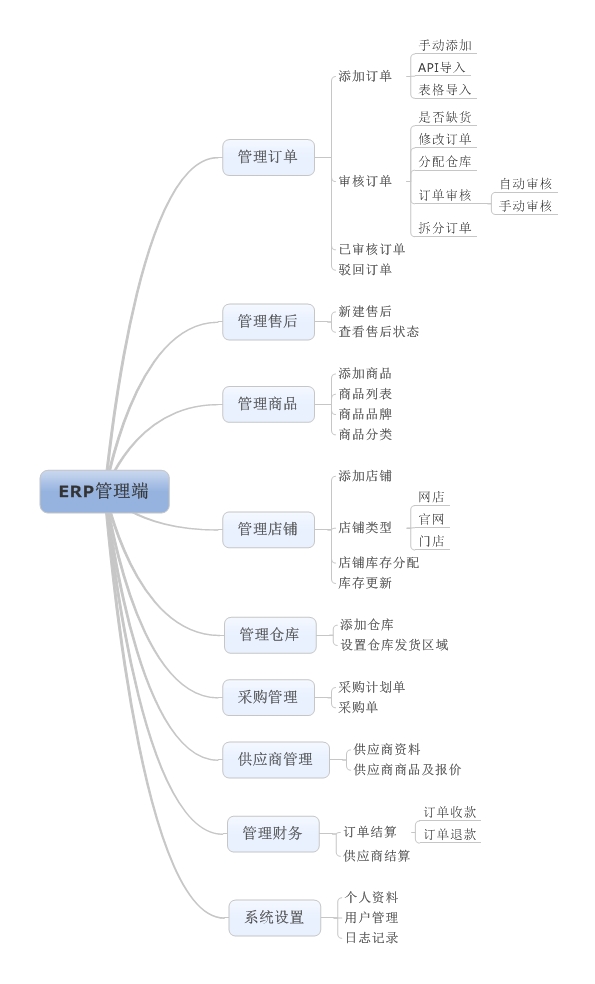 ERP管理端
管理订单
添加订单
手动添加
API导入
表格导入
审核订单
是否缺货
修改订单
分配仓库
订单审核
自动审核
手动审核
拆分订单
已审核订单
驳回订单
管理售后
新建售后
查看售后状态
管理商品
添加商品
商品列表
商品品牌
商品分类
管理店铺
添加店铺
店铺类型
网店
官网
门店
店铺库存分配
库存更新
管理仓库
添加仓库
设置仓库发货区域
采购管理
采购计划单
采购单
供应商管理
供应商资料
供应商商品及报价
管理财务
订单结算
订单收款
订单退款
供应商结算
系统设置
个人资料
用户管理
日志记录